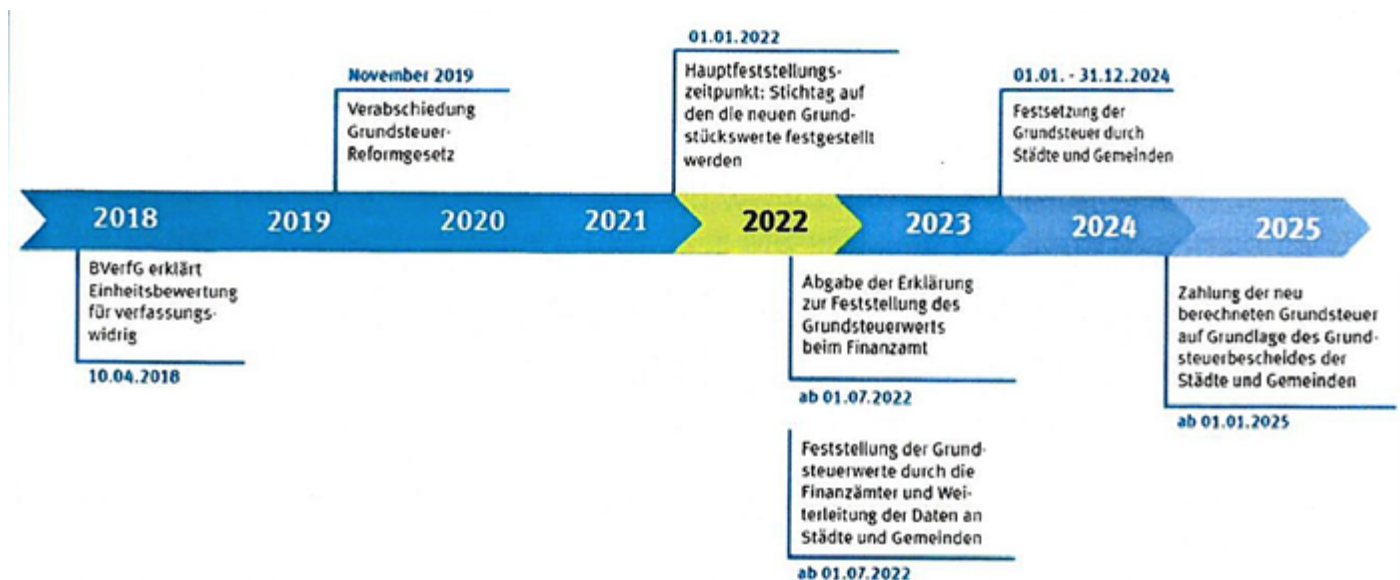 01.01.2022
Hauptfeststellungs-
zeitpunkt: Stichtag auf
den die neuen Grund-
stückswerte festgestellt
werden
November 2019
Verabschiedung
Grundsteuer-
Reformgesetz
01.01. - 31.12.2024
Festsetzung der
Grundsteuer durch
Städte und Gemeinden
2018 2019 2020 2021 2022 2023 2024 2025
BVerfG erklärt
Einheitsbewertung
für verfassungs-
widrig
10.04.2018
Abgabe der Erklärung
zur Feststellung des
Grundsteuerwerts
beim Finanzamt
ab 01.07.2022
Zahlung der neu
berechneten Grundsteuer
auf Grundlage des Grund-
steuerbescheides der
Städte und Gemeinden
ab 01.01.2025
Feststellung der Grund-
steuerwerte durch die
Finanzämter und Wei-
terleitung der Daten an
Städte und Gemeinden
ab 01.07.2022